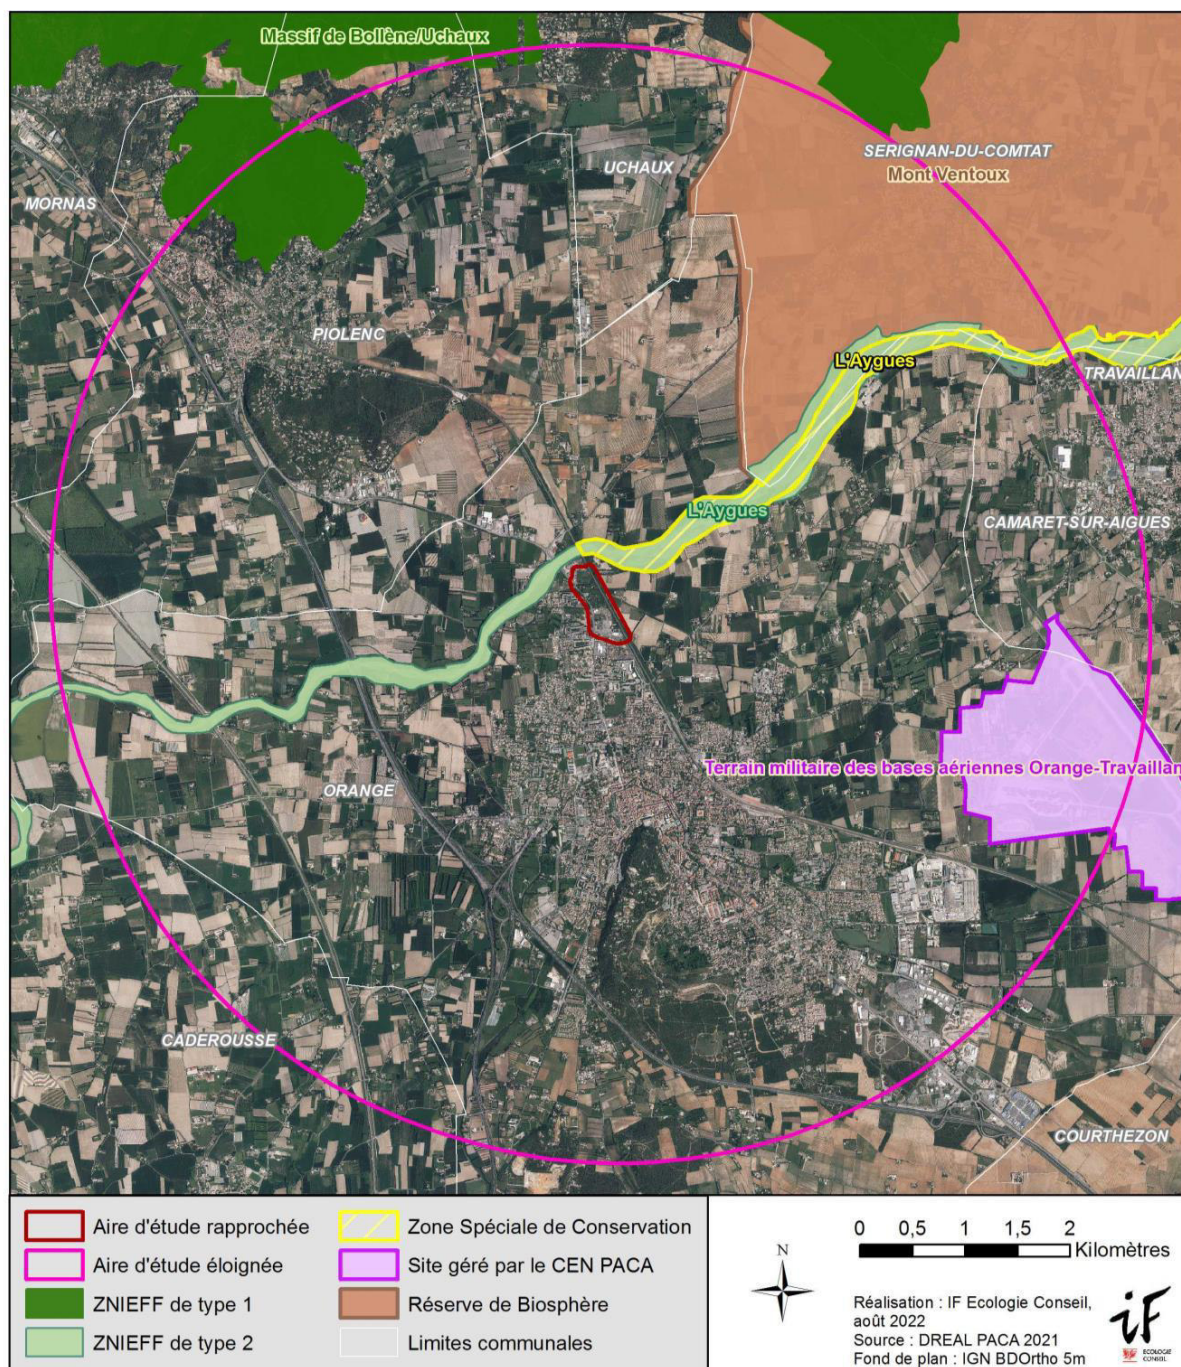 Massif de Bollène/Uchaux
SERIGNAN-DU-COMTAT
UCHAUX
Mont Ventoux
MORNAS
PIOLENC
L'Aygues
TRAVAILLAN
L'Aygues
CAMARET-SUR-AIGUES
Terrain militaire des bases aériennes Orange-Travaillan
ORANGE
CADEROUSSE
COURTHEZON
Aire d'étude rapprochée
Aire d'étude éloignée
ZNIEFF de type 1
ZNIEFF de type 2
Zone Spéciale de Conservation
Site géré par le CEN PACA
Réserve de Biosphère
Limites communales
N
0 0,5 1 1,5 2
Kilomètres
Réalisation : IF Ecologie Conseil,
août 2022
Source : DREAL PACA 2021
Fond de plan : IGN BDOrtho 5m
iF
ECOLOGIE
CONSEIL